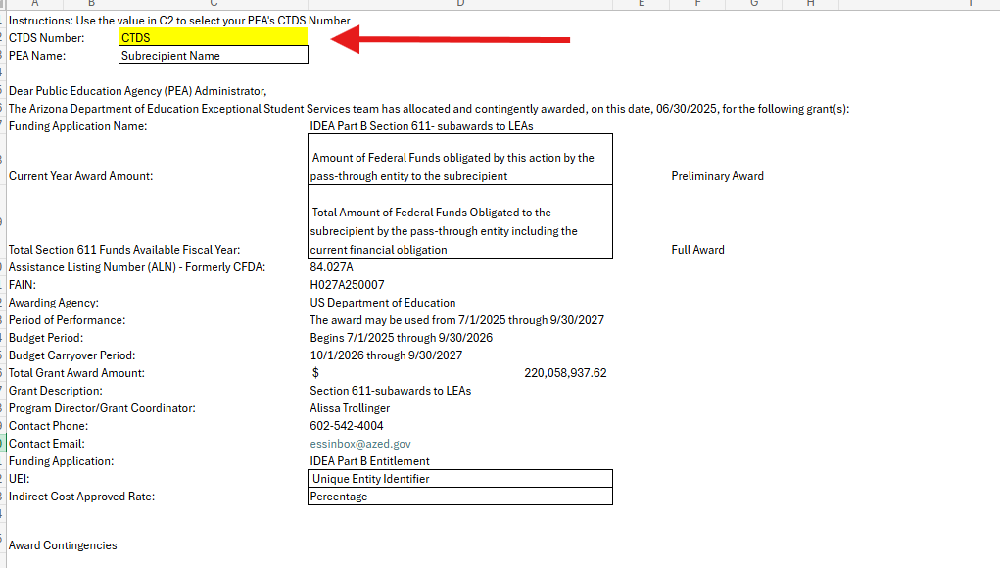 A B C D E F G H I
Instructions: Use the value in C2 to select your PEA's CTDS Number
CTDS Number: CTDS
PEA Name: Subrecipient Name
Dear Public Education Agency (PEA) Administrator,
The Arizona Department of Education Exceptional Student Services team has allocated and contingently awarded, on this date, 06/30/2025, for the following grant(s):
Funding Application Name: IDEA Part B Section 611- subawards to LEAs
Amount of Federal Funds obligated by this action by the
Current Year Award Amount: pass-through entity to the subrecipient Preliminary Award
Total Amount of Federal Funds Obligated to the
subrecipient by the pass-through entity including the
Total Section 611 Funds Available Fiscal Year: current financial obligation Full Award
Assistance Listing Number (ALN) - Formerly CFDA: 84.027A
FAIN: H027A250007
Awarding Agency: US Department of Education
Period of Performance: The award may be used from 7/1/2025 through 9/30/2027
Budget Period: Begins 7/1/2025 through 9/30/2026
Budget Carryover Period: 10/1/2026 through 9/30/2027
Total Grant Award Amount: $ 220,058,937.62
Grant Description: Section 611-subawards to LEAs
Program Director/Grant Coordinator: Alissa Trollinger
Contact Phone: 602-542-4004
Contact Email: essinbox@azed.gov
Funding Application: IDEA Part B Entitlement
UEI: Unique Entity Identifier
Indirect Cost Approved Rate: Percentage
Award Contingencies